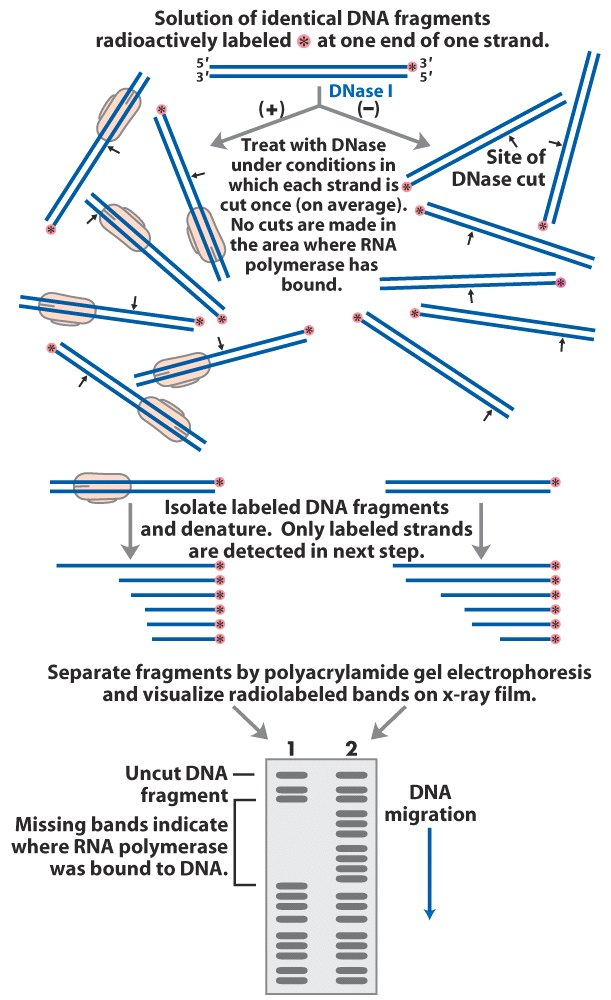 Solution of identical DNA fragments
radioactively labeled * at one end of one strand.
5′ 3′
3′ 5′
DNase I
(+) (−)
Treat with DNase
under conditions in
which each strand is
cut once (on average).
No cuts are made in
the area where RNA
polymerase has
bound.
Site of
DNase cut
Isolate labeled DNA fragments
and denature. Only labeled strands
are detected in next step.
Separate fragments by polyacrylamide gel electrophoresis
and visualize radiolabeled bands on x-ray film.
1 2
Uncut DNA
fragment
Missing bands indicate
where RNA polymerase
was bound to DNA.
DNA
migration